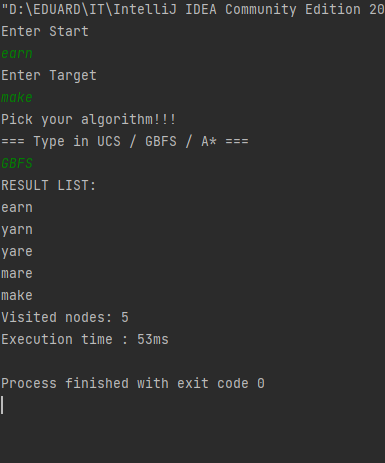 "D:\EDUARD\IT\IntelliJ IDEA Community Edition 20
Enter Start
earn
Enter Target
make
Pick your algorithm!!!
=== Type in UCS / GBFS / A* ===
GBFS
RESULT LIST:
earn
yarn
yare
mare
make
Visited nodes: 5
Execution time : 53ms
Process finished with exit code 0